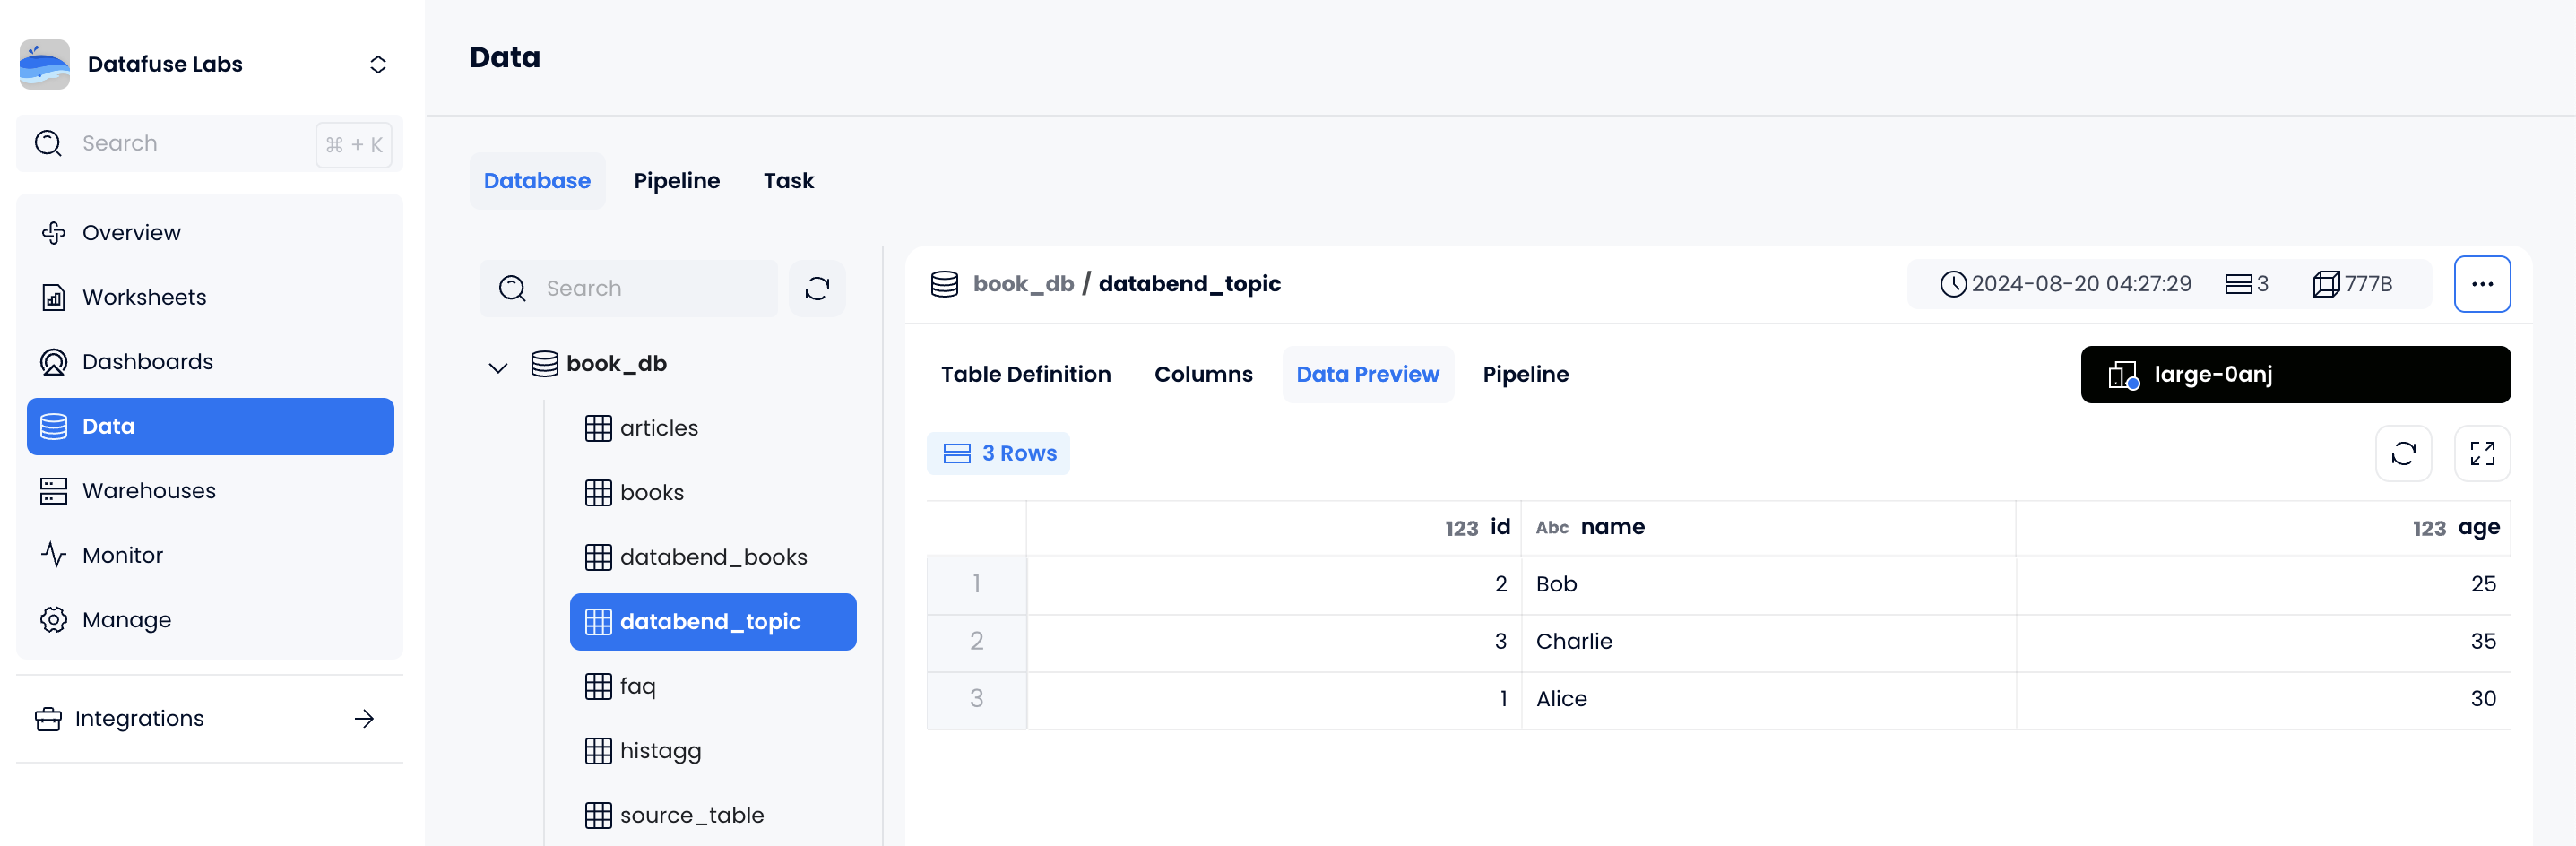 Datafuse Labs
Search ⌘ + K
Overview
Worksheets
Dashboards
Data
Warehouses
Monitor
Manage
Integrations
Data
Database Pipeline Task
Search
book_db
articles
books
databend_books
databend_topic
faq
histagg
source_table
book_db / databend_topic 2024-08-20 04:27:29 3 777B
Table Definition Columns Data Preview Pipeline large-0anj
3 Rows
123 id Abc name 123 age
1 2 Bob 25
2 3 Charlie 35
3 1 Alice 30